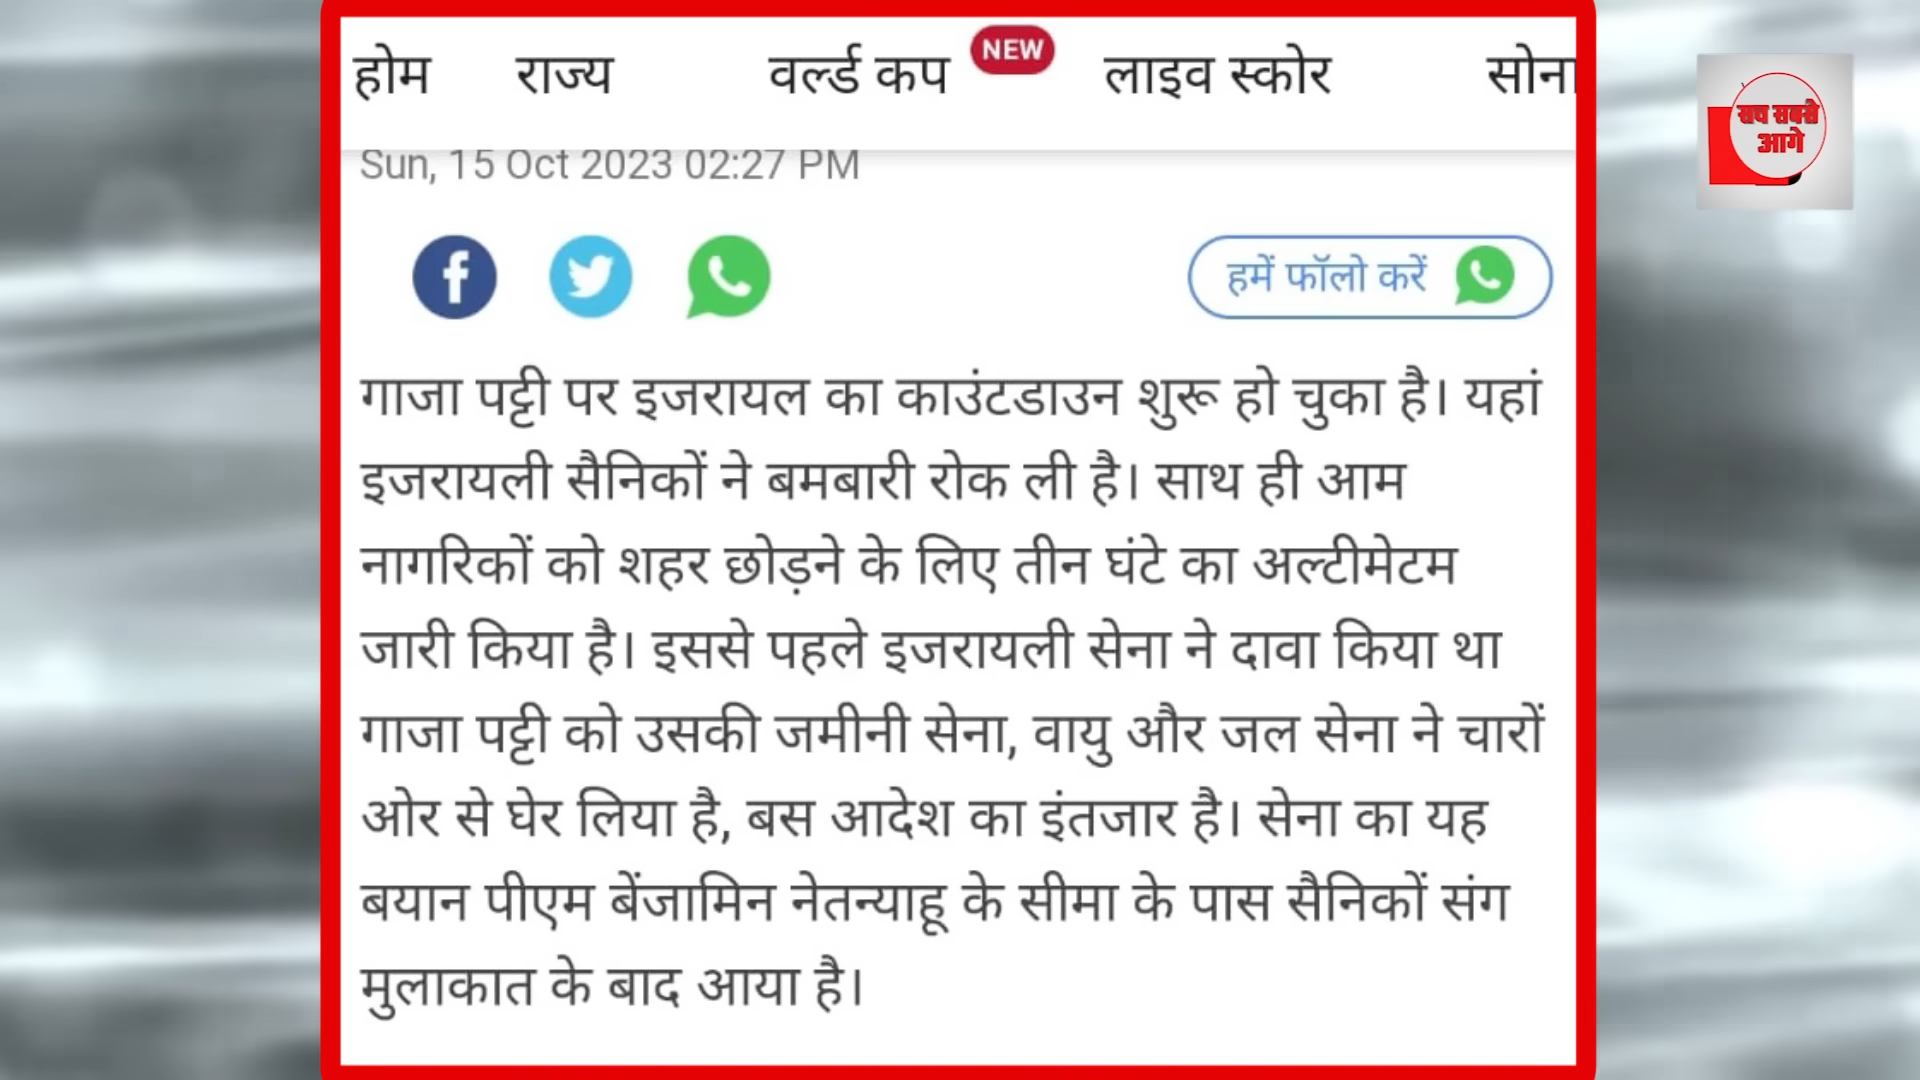 होम राज्य वर्ल्ड कप NEW लाइव स्कोर सोना
Sun, 15 Oct 2023 02:27 PM
हमें फॉलो करें
गाजा पट्टी पर इजरायल का काउंटडाउन शुरू हो चुका है। यहां
इजरायली सैनिकों ने बमबारी रोक ली है। साथ ही आम
नागरिकों को शहर छोड़ने के लिए तीन घंटे का अल्टीमेटम
जारी किया है। इससे पहले इजरायली सेना ने दावा किया था
गाजा पट्टी को उसकी जमीनी सेना, वायु और जल सेना ने चारों
ओर से घेर लिया है, बस आदेश का इंतजार है। सेना का यह
बयान पीएम बेंजामिन नेतन्याहू के सीमा के पास सैनिकों संग
मुलाकात के बाद आया है।
सच सबसे
आगे